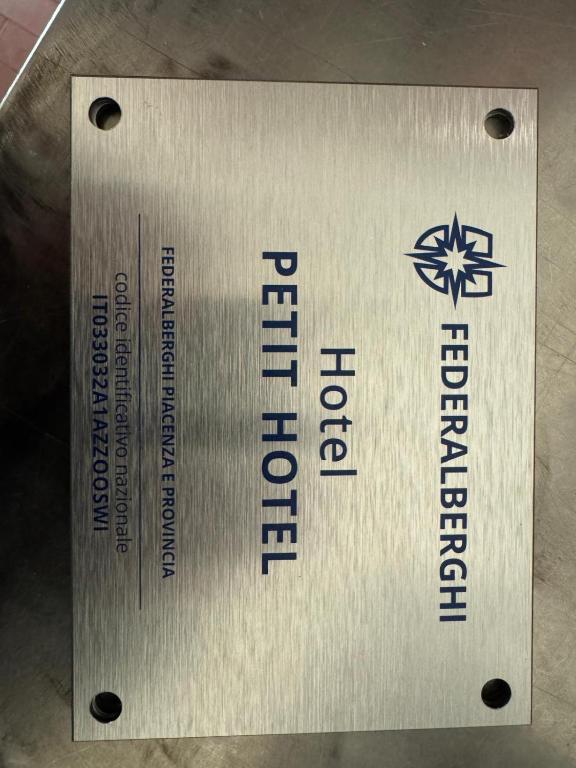 FEDERALBERGHI
Hotel
PETIT HOTEL
FEDERALBERGHI PIACENZA E PROVINCIA
codice identificativo nazionale
IT033032A1AZZOOSWI